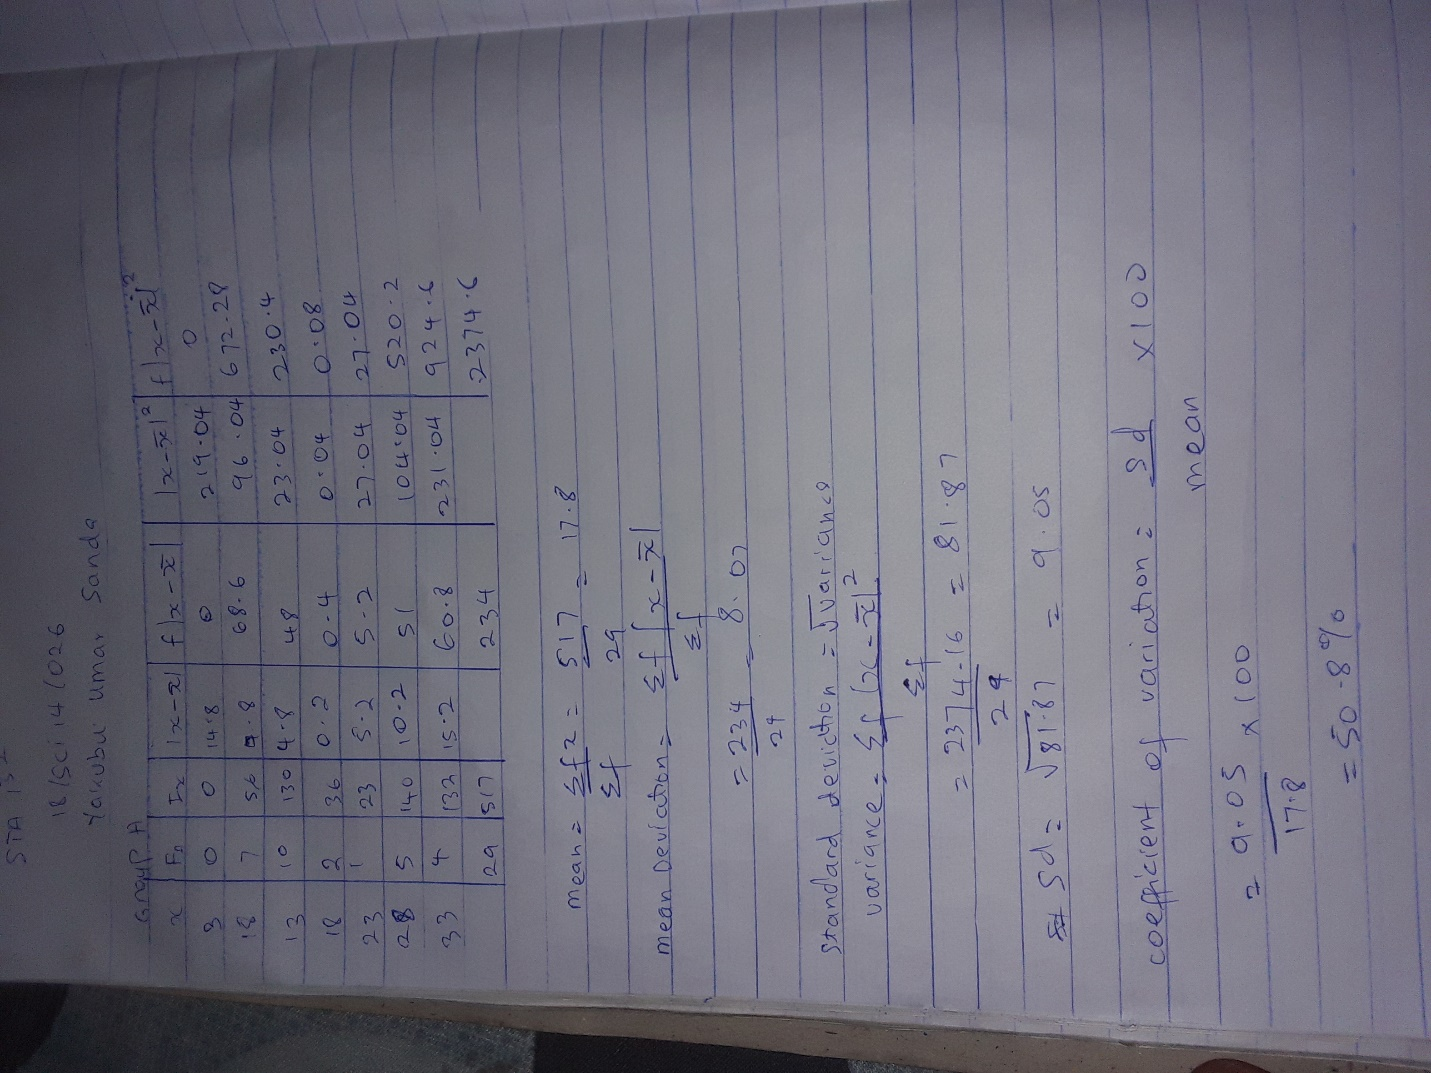 STA 132
18/sci14/026
Yakubu Umar Sanda
Group A
x Fn Fx |x-x̄| f|x-x̄| |x-x̄|² f|x-x̄|²
3 0 0 14.8 0 219.04 0
18 7 56 9.8 68.6 96.04 672.28
13 10 130 4.8 48 23.04 230.4
18 2 36 0.2 0.4 0.04 0.08
23 1 23 5.2 5.2 27.04 27.04
28 5 140 10.2 51 104.04 520.2
33 4 132 15.2 60.8 231.04 924.6
29 517 234 2374.6
mean = Σfx/Σf = 517/29 = 17.8
mean Deviation = Σf|x-x̄|/Σf
= 234/29 = 8.07
standard deviction = √variance
variance = Σf|x-x̄|²/Σf
= 2374.16/29 = 81.87
Sd = √81.87 = 9.05
coefficient of variation = sd/mean x100
= 9.05/17.8 x100
= 50.8%